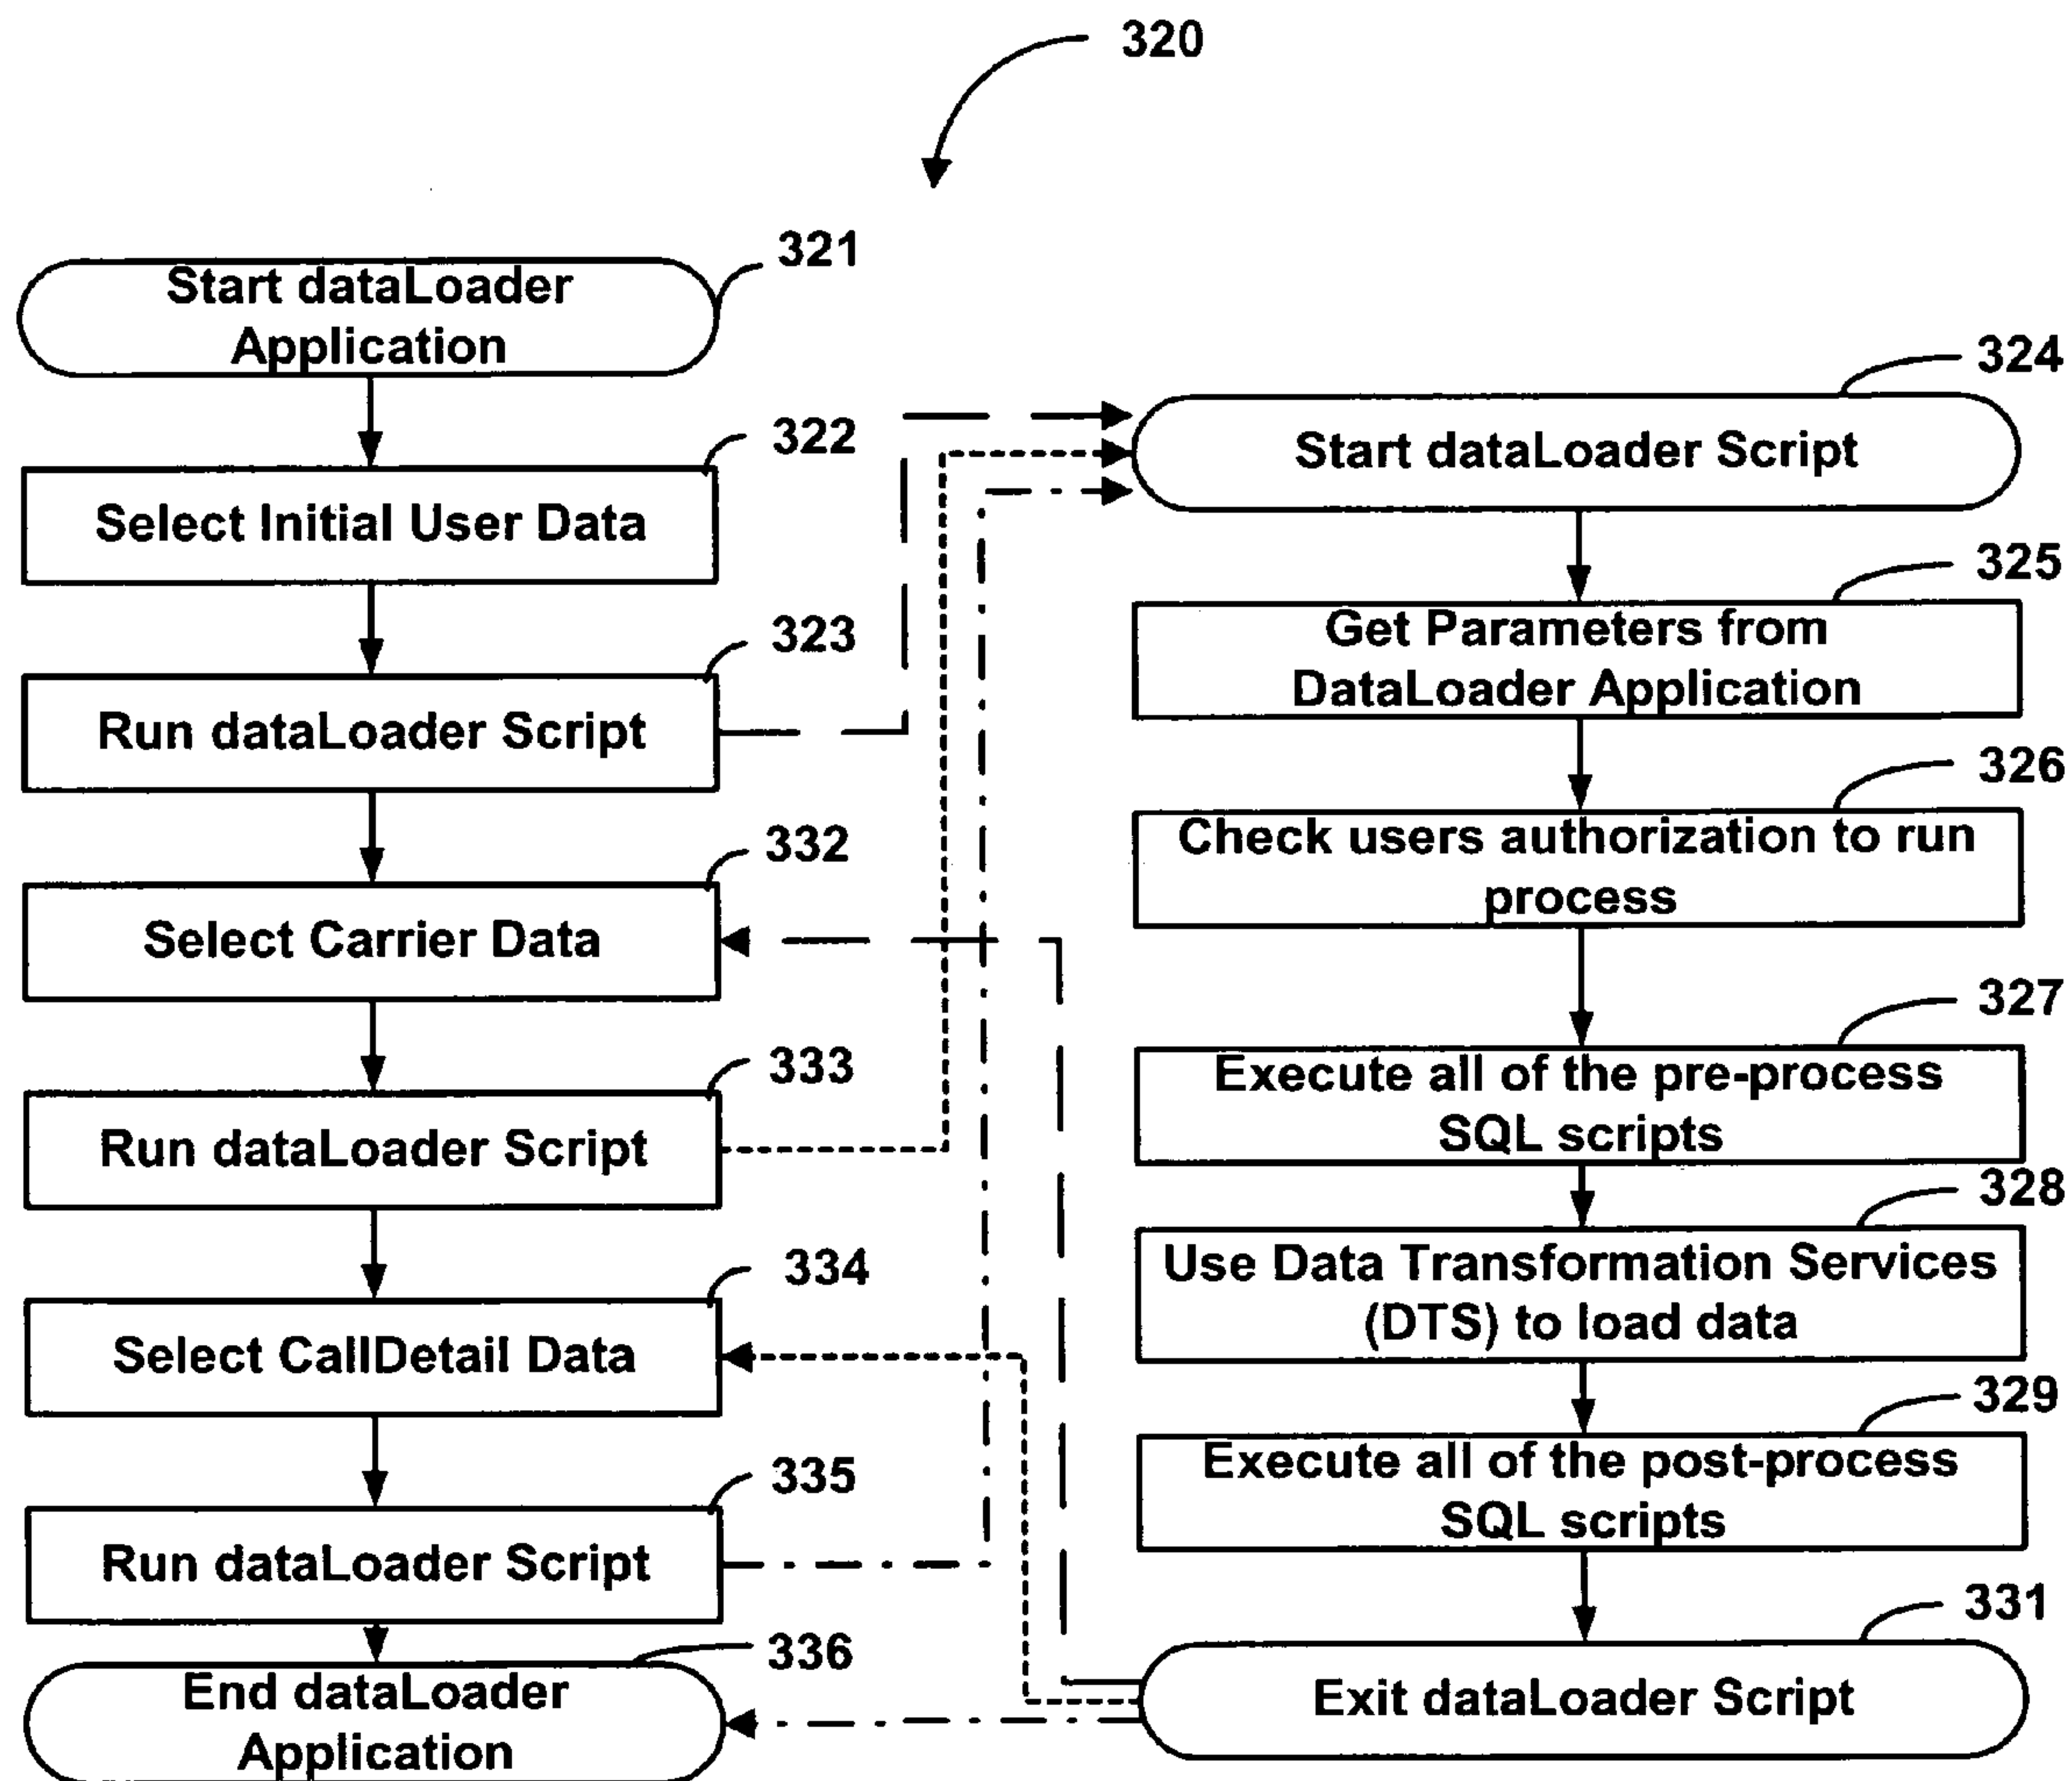 320
321
Start dataLoader
Application
322
Select Initial User Data
323
Run dataLoader Script
332
Select Carrier Data
333
Run dataLoader Script
334
Select CallDetail Data
335
Run dataLoader Script
336
End dataLoader
Application
324
Start dataLoader Script
325
Get Parameters from
DataLoader Application
326
Check users authorization to run
process
327
Execute all of the pre-process
SQL scripts
328
Use Data Transformation Services
(DTS) to load data
329
Execute all of the post-process
SQL scripts
331
Exit dataLoader Script